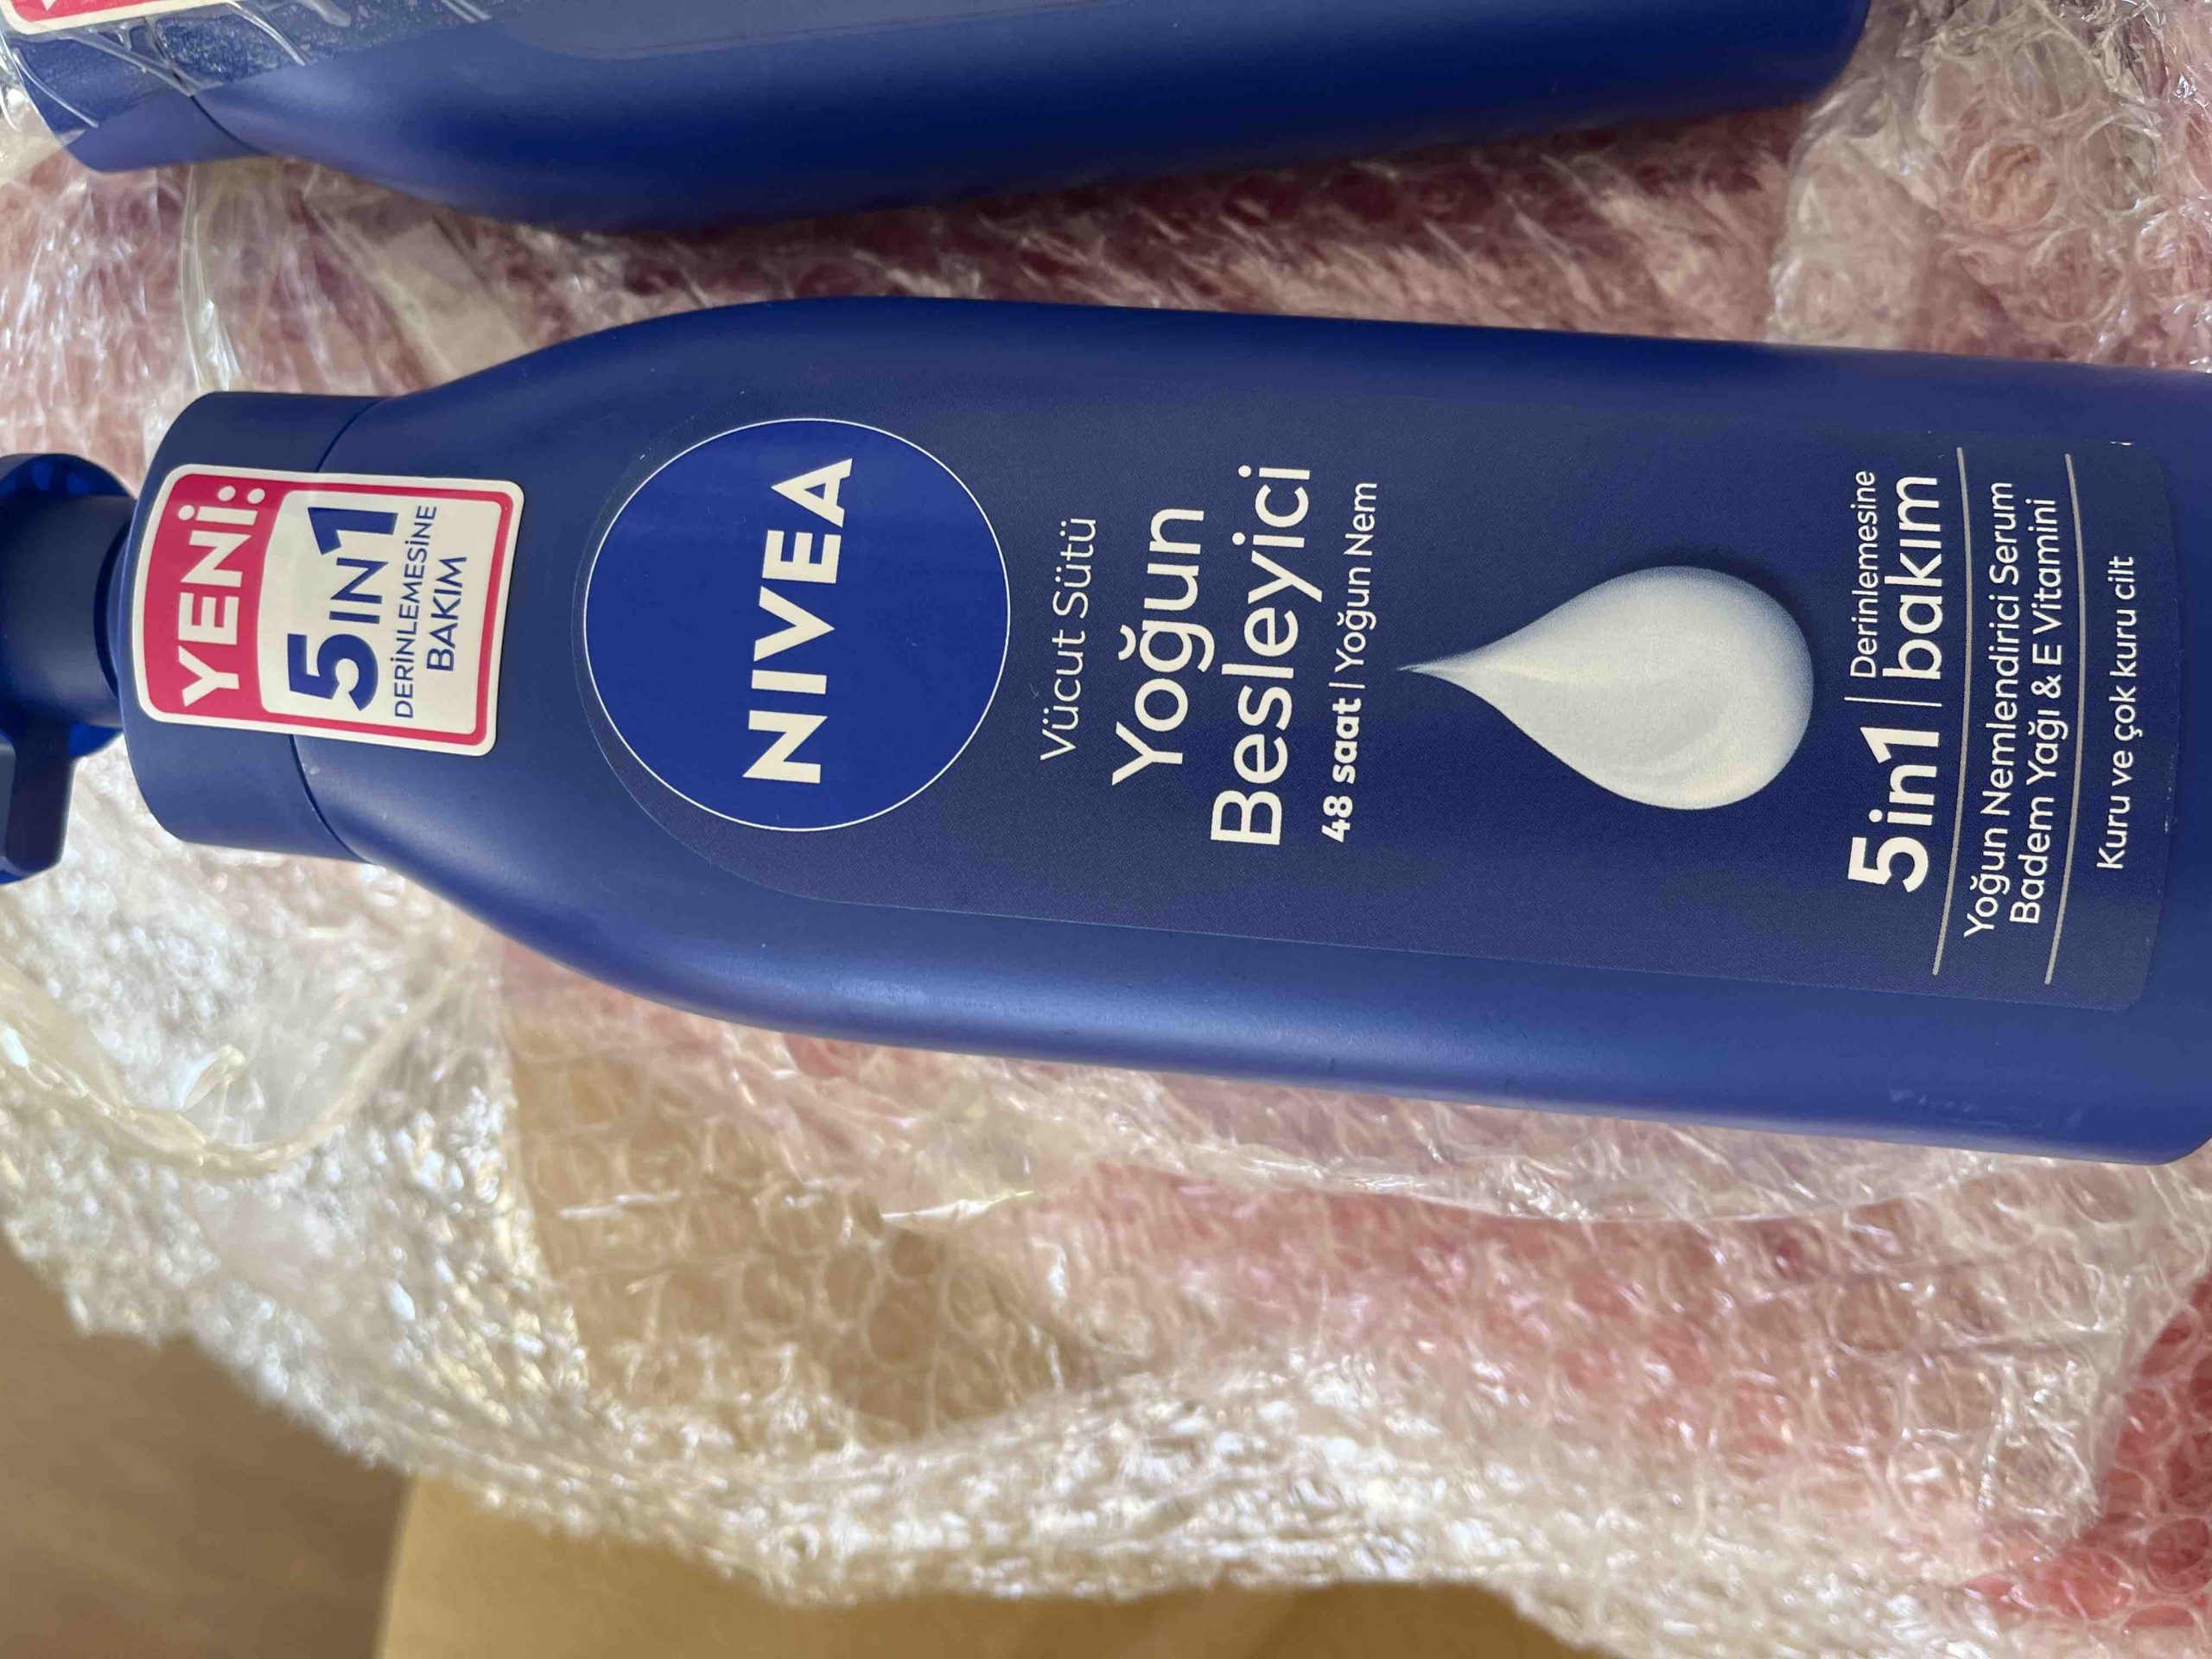 YENİ:
5IN1
DERİNLEMESİNE
BAKIM
NIVEA
Vücut Sütü
Yoğun
Besleyici
48 saat | Yoğun Nem
5in1 | Derinlemesine
bakım
Yoğun Nemlendirici Serum
Badem Yağı & E Vitamini
Kuru ve çok kuru cilt